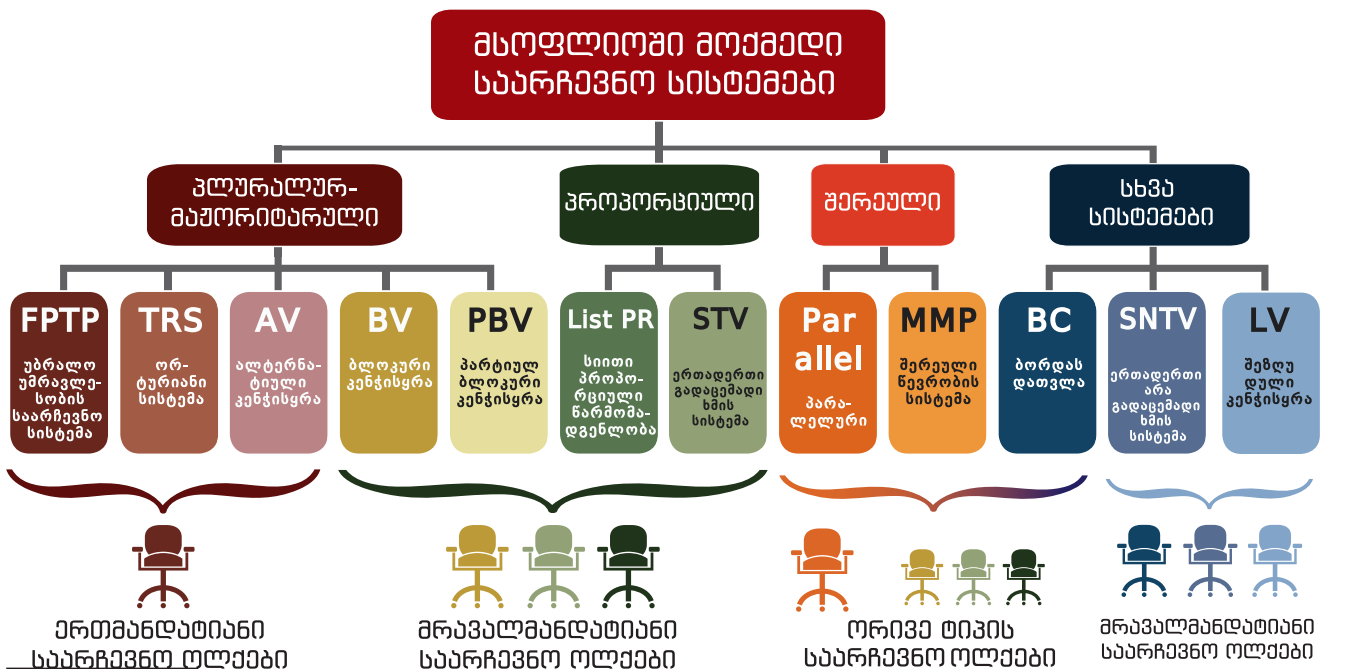 მსოფლიოში მოქმედი
საარჩევნო სისტემები
პლურალურ-
მაჟორიტარული
პროპორციული
შერეული
სხვა
სისტემები
FPTP
უბრალო
უმრავლე-
სობის
საარჩევნო
სისტემა
TRS
ორ-
ტურიანი
სისტემა
AV
ალტერნა-
ტიული
კენჭისყრა
BV
ბლოკური
კენჭისყრა
PBV
პარტიულ
ბლოკური
კენჭისყრა
List PR
სიითი
პროპო-
რციული
წარმომა-
დგენლობა
STV
ერთადერთი
გადაცემადი
ხმის
სისტემა
Par
allel
პარა-
ლელური
MMP
შერეული
წევრობის
სისტემა
BC
ბორდას
დათვლა
SNTV
ერთადერთი
არა
გადაცემადი
ხმის
სისტემა
LV
შეზღუ
დული
კენჭისყრა
ერთმანდატიანი
საარჩევნო ოლქები
მრავალმანდატიანი
საარჩევნო ოლქები
ორივე ტიპის
საარჩევნო ოლქები
მრავალმანდატიანი
საარჩევნო ოლქები